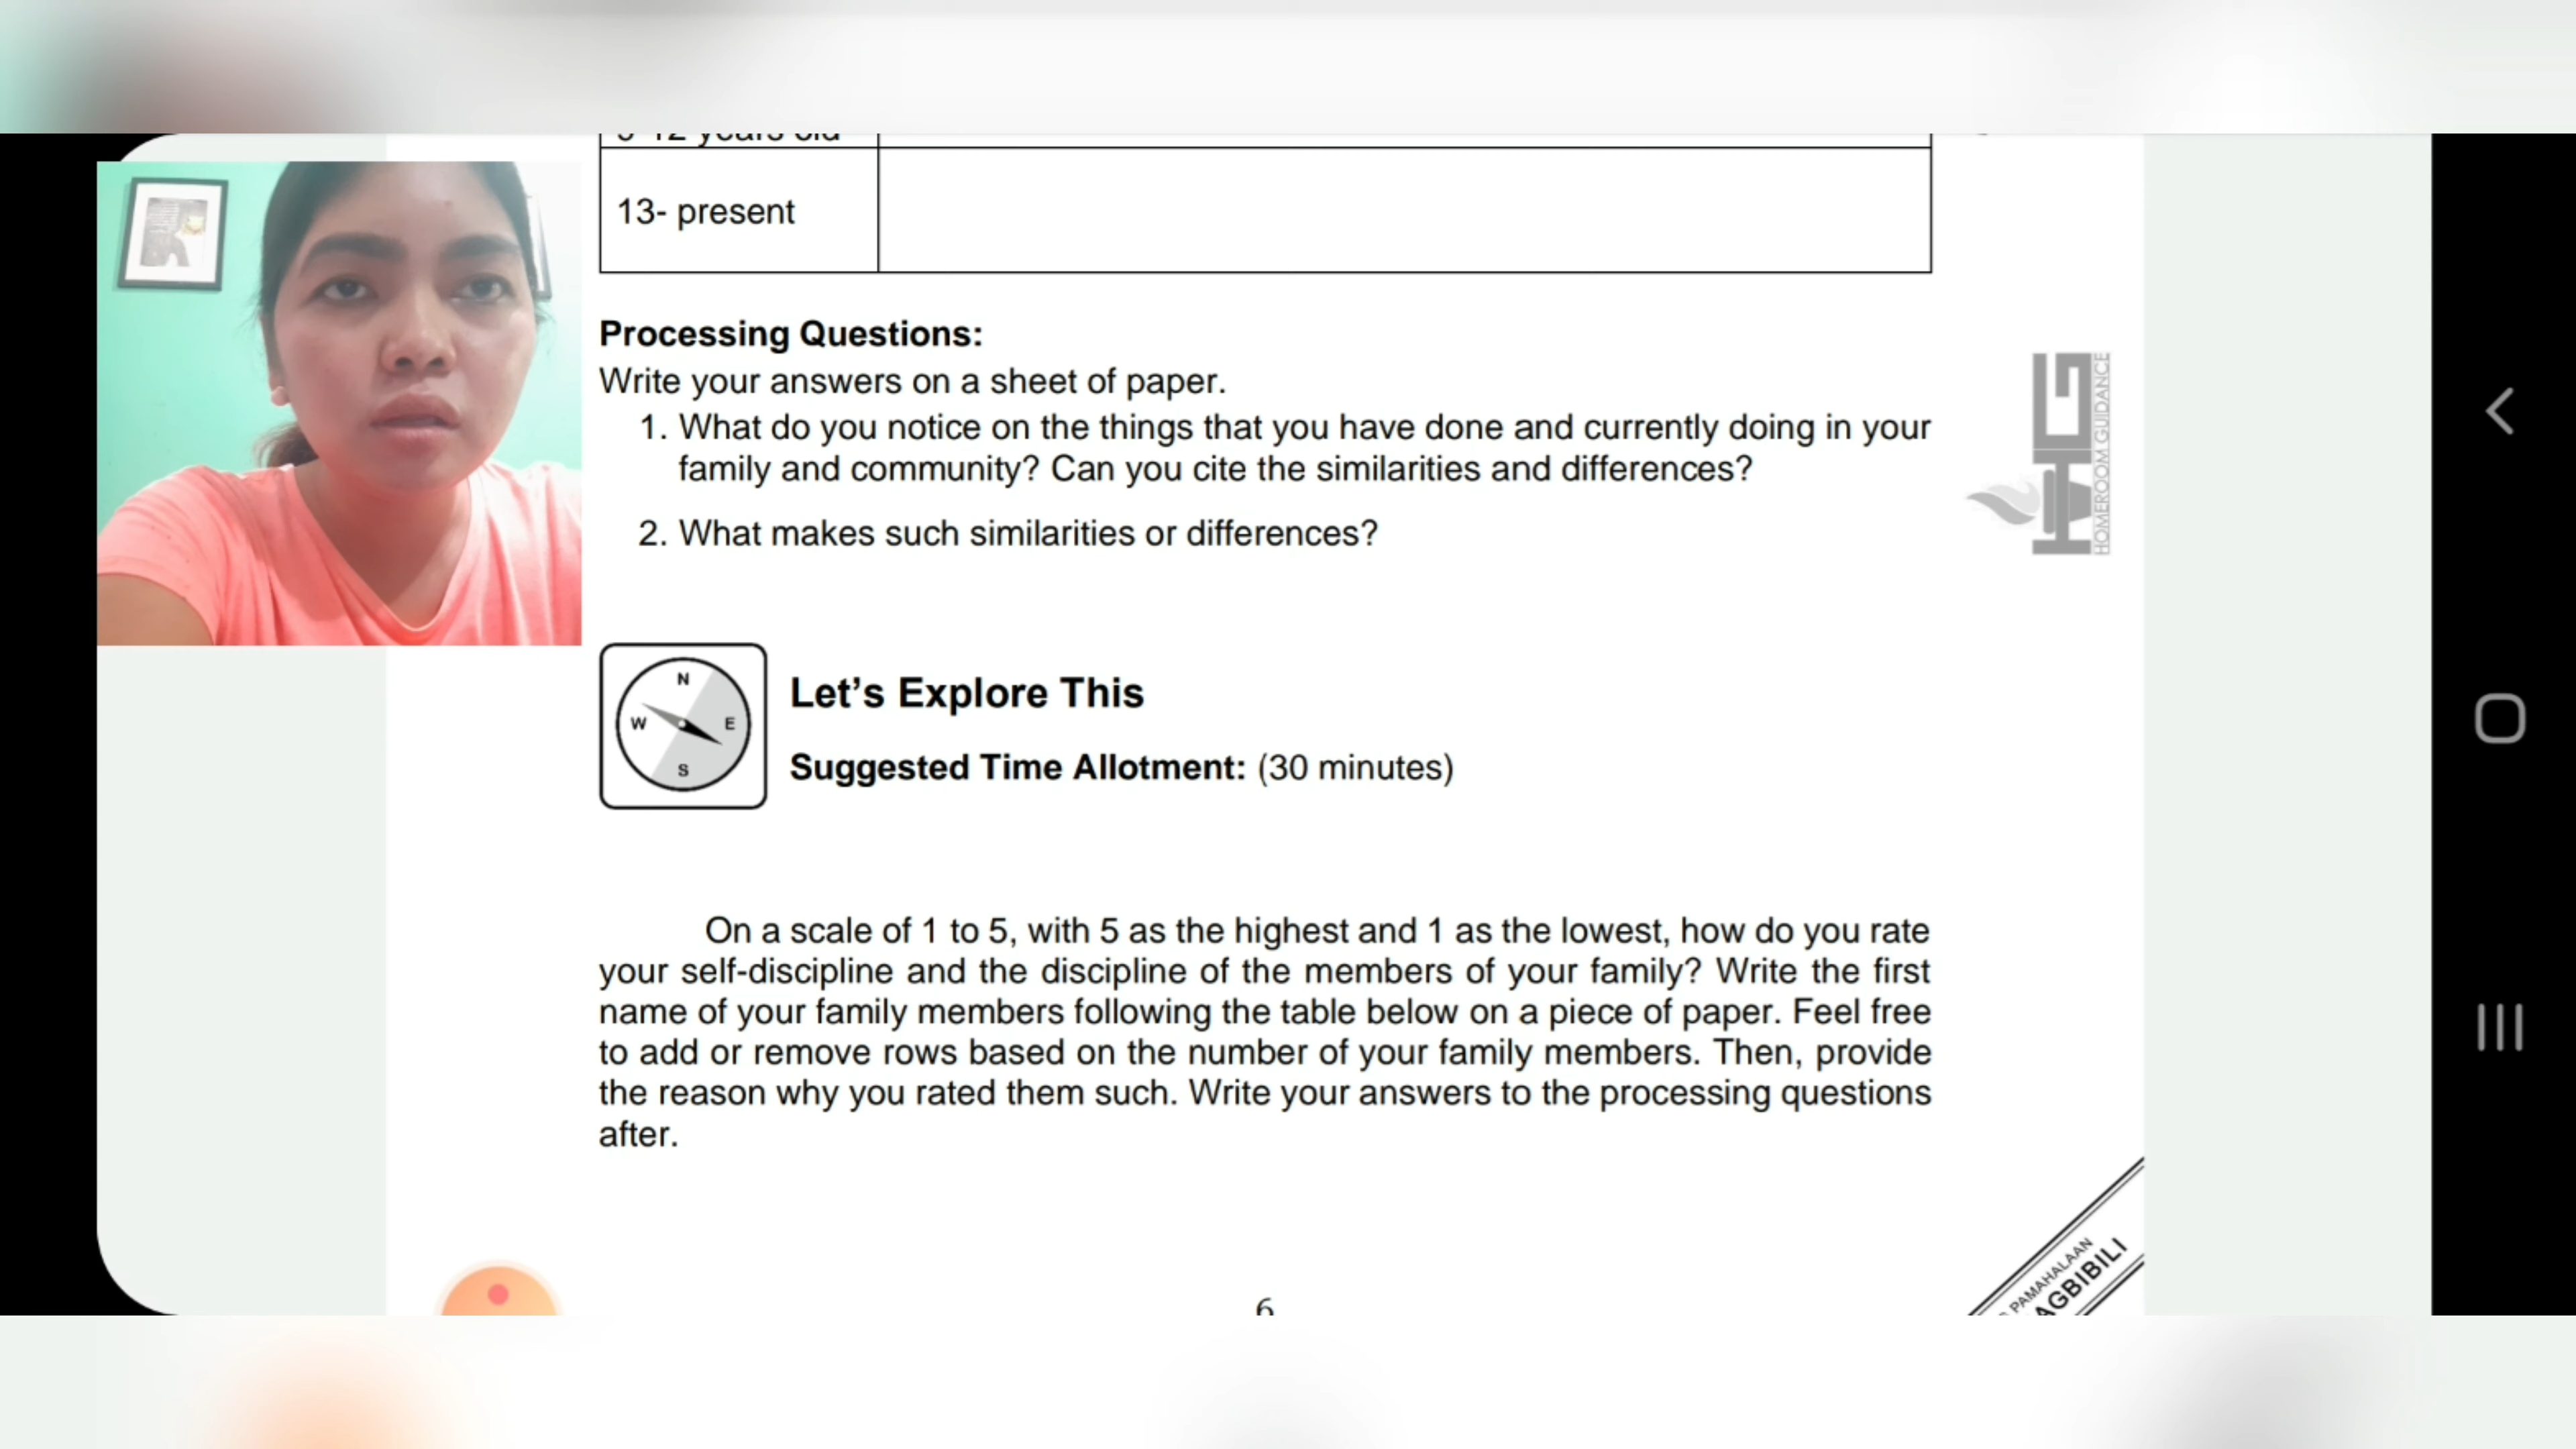 12 years old
13- present
Processing Questions:
Write your answers on a sheet of paper.
1. What do you notice on the things that you have done and currently doing in your
family and community? Can you cite the similarities and differences?
2. What makes such similarities or differences?
HG
HOMEROOM GUIDANCE
N
W E
S
Let’s Explore This
Suggested Time Allotment: (30 minutes)
On a scale of 1 to 5, with 5 as the highest and 1 as the lowest, how do you rate
your self-discipline and the discipline of the members of your family? Write the first
name of your family members following the table below on a piece of paper. Feel free
to add or remove rows based on the number of your family members. Then, provide
the reason why you rated them such. Write your answers to the processing questions
after.
PAMAHALAAN
AGBIBILI
6